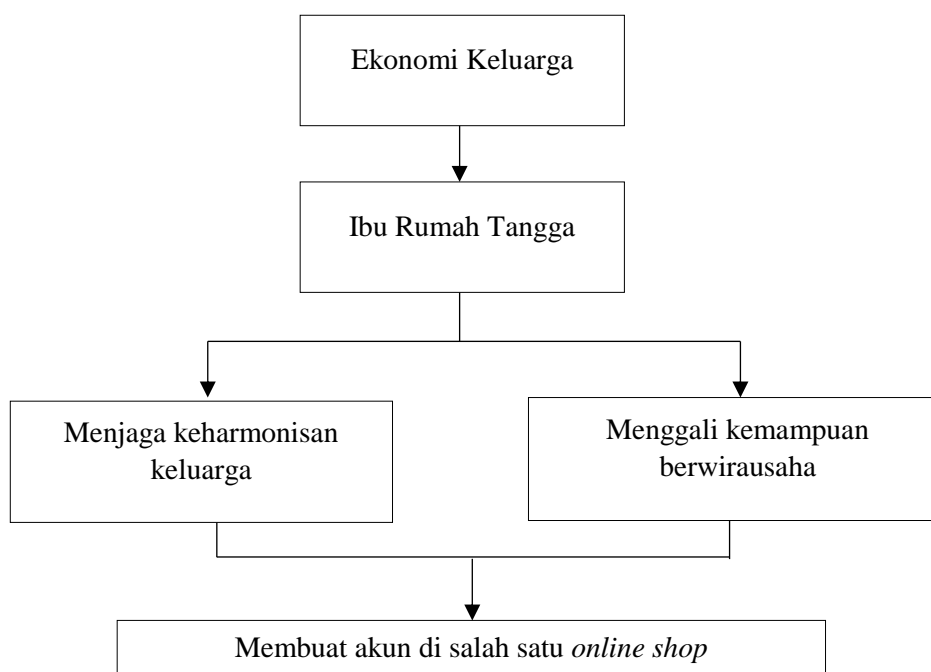 Ekonomi Keluarga
Ibu Rumah Tangga
Menjaga keharmonisan
keluarga
Menggali kemampuan
berwirausaha
Membuat akun di salah satu online shop